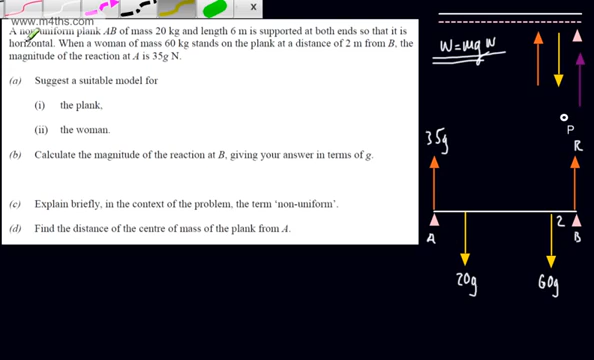 www.m4ths.com
x
A non-uniform plank AB of mass 20 kg and length 6 m is supported at both ends so that it is
horizontal. When a woman of mass 60 kg stands on the plank at a distance of 2 m from B, the
magnitude of the reaction at A is 35g N.
(a) Suggest a suitable model for
(i) the plank,
(ii) the woman.
(b) Calculate the magnitude of the reaction at B, giving your answer in terms of g.
(c) Explain briefly, in the context of the problem, the term ‘non-uniform’.
(d) Find the distance of the centre of mass of the plank from A.
W=mg N
P
35g
R
2
A
B
20g
60g